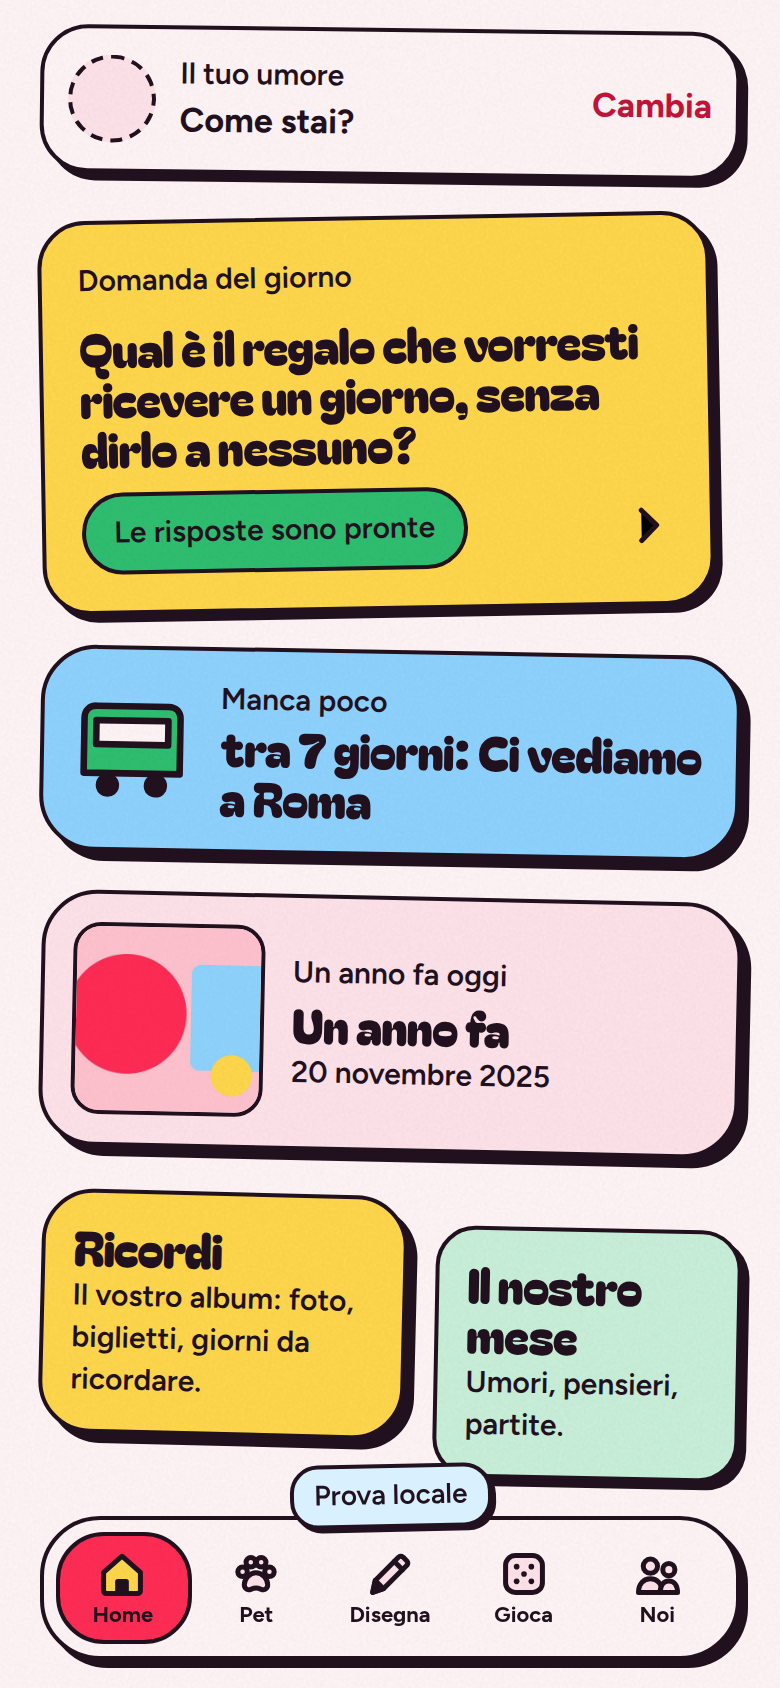 Il tuo umore
Come stai?
Cambia
Domanda del giorno
Qual è il regalo che vorresti
ricevere un giorno, senza
dirlo a nessuno?
Le risposte sono pronte
Manca poco
tra 7 giorni: Ci vediamo
a Roma
Un anno fa oggi
Un anno fa
20 novembre 2025
Ricordi
Il vostro album: foto,
biglietti, giorni da
ricordare.
Il nostro
mese
Umori, pensieri,
partite.
Prova locale
Home
Pet
Disegna
Gioca
Noi